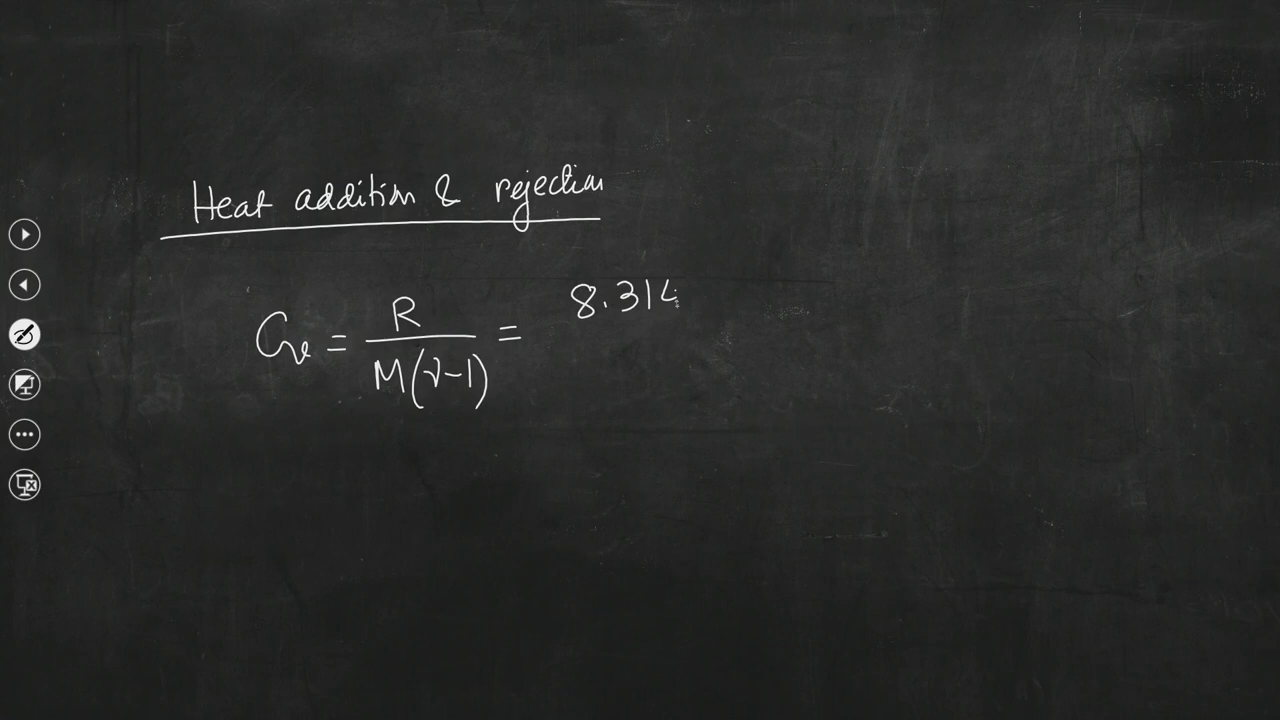 Heat addition & rejection
Cv = R / M(γ-1) = 8.314